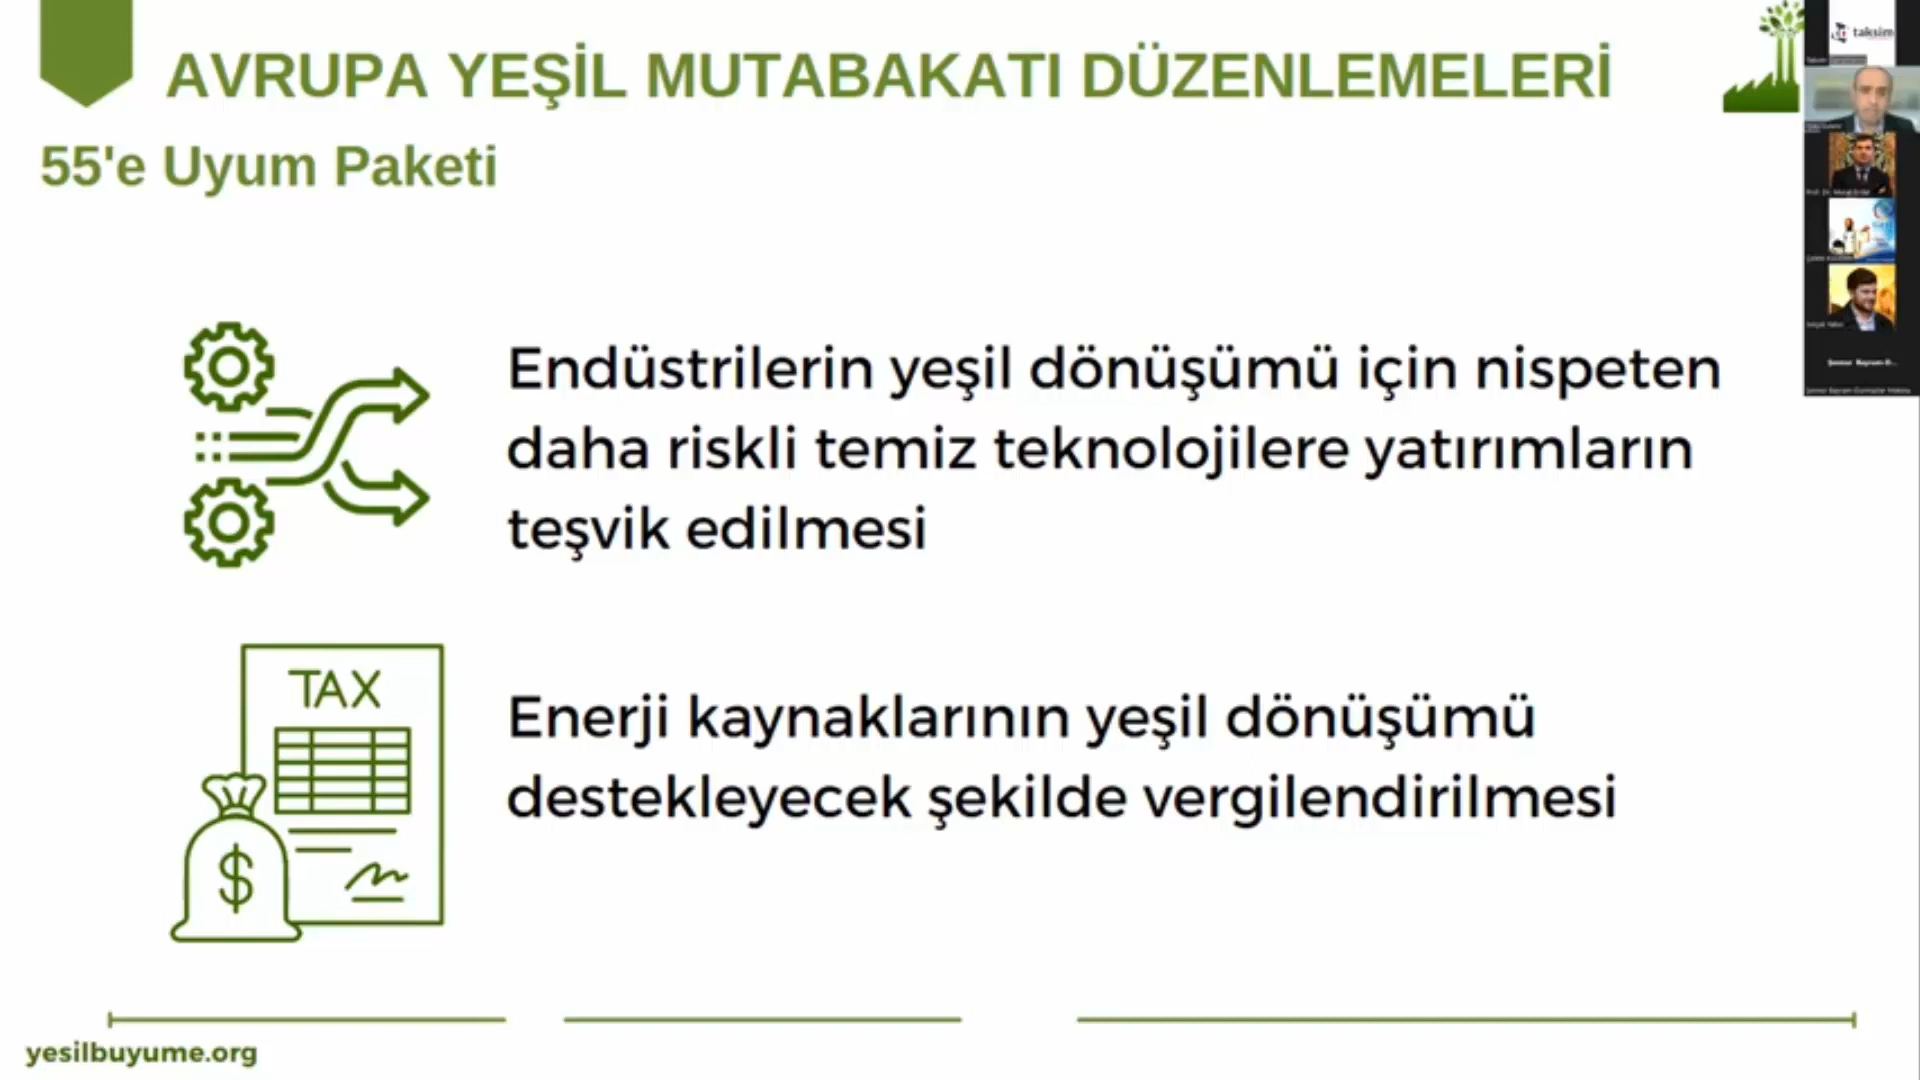 AVRUPA YEŞİL MUTABAKATI DÜZENLEMELERİ
55'e Uyum Paketi
Endüstrilerin yeşil dönüşümü için nispeten
daha riskli temiz teknolojilere yatırımların
teşvik edilmesi
TAX
$
Enerji kaynaklarının yeşil dönüşümü
destekleyecek şekilde vergilendirilmesi
yesilbuyume.org
taksim